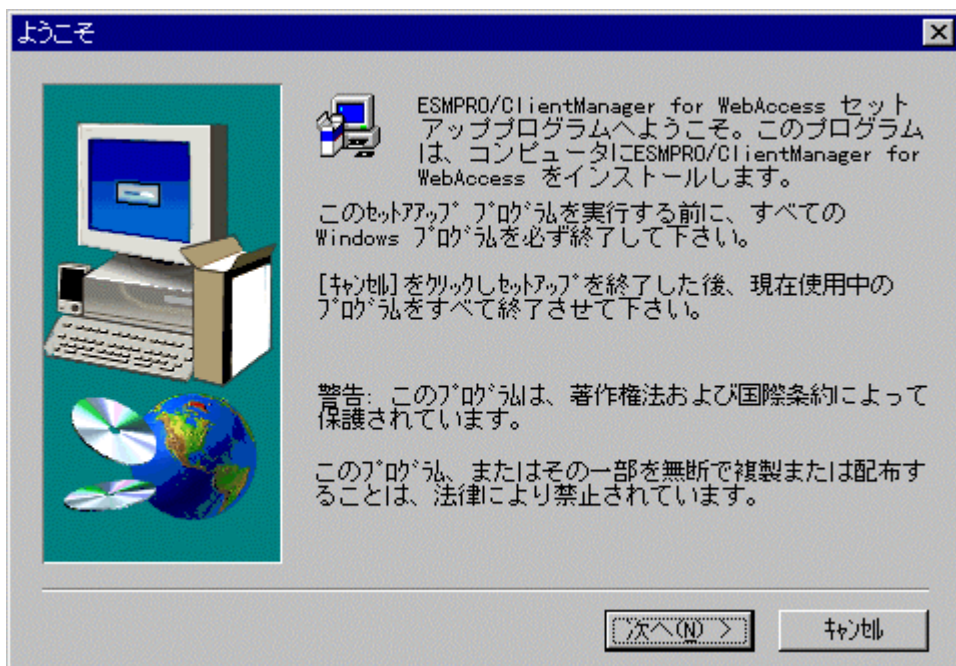 ようこそ
ESMPRO/ClientManager for WebAccess セット
アッププログラムへようこそ。このプログラム
は、コンピュータにESMPRO/ClientManager for
WebAccess をインストールします。
このｾｯﾄｱｱｯﾌﾟ ﾌﾟﾛｸﾞﾗﾑを実行する前に、すべての
Windows ﾌﾟﾛｸﾞﾗﾑを必ず終了して下さい。
[ｷｬﾝｾﾙ]をｸﾘｯｸしｾｯﾄｱｯﾌﾟを終了した後、現在使用中の
ﾌﾟﾛｸﾞﾗﾑをすべて終了させて下さい。
警告: このﾌﾟﾛｸﾞﾗﾑは、著作権法および国際条約によって
保護されています。
このﾌﾟﾛｸﾞﾗﾑ、またはその一部を無断で複製または配布す
ることは、法律により禁止されています。
次へ(N) >
ｷｬﾝｾﾙ